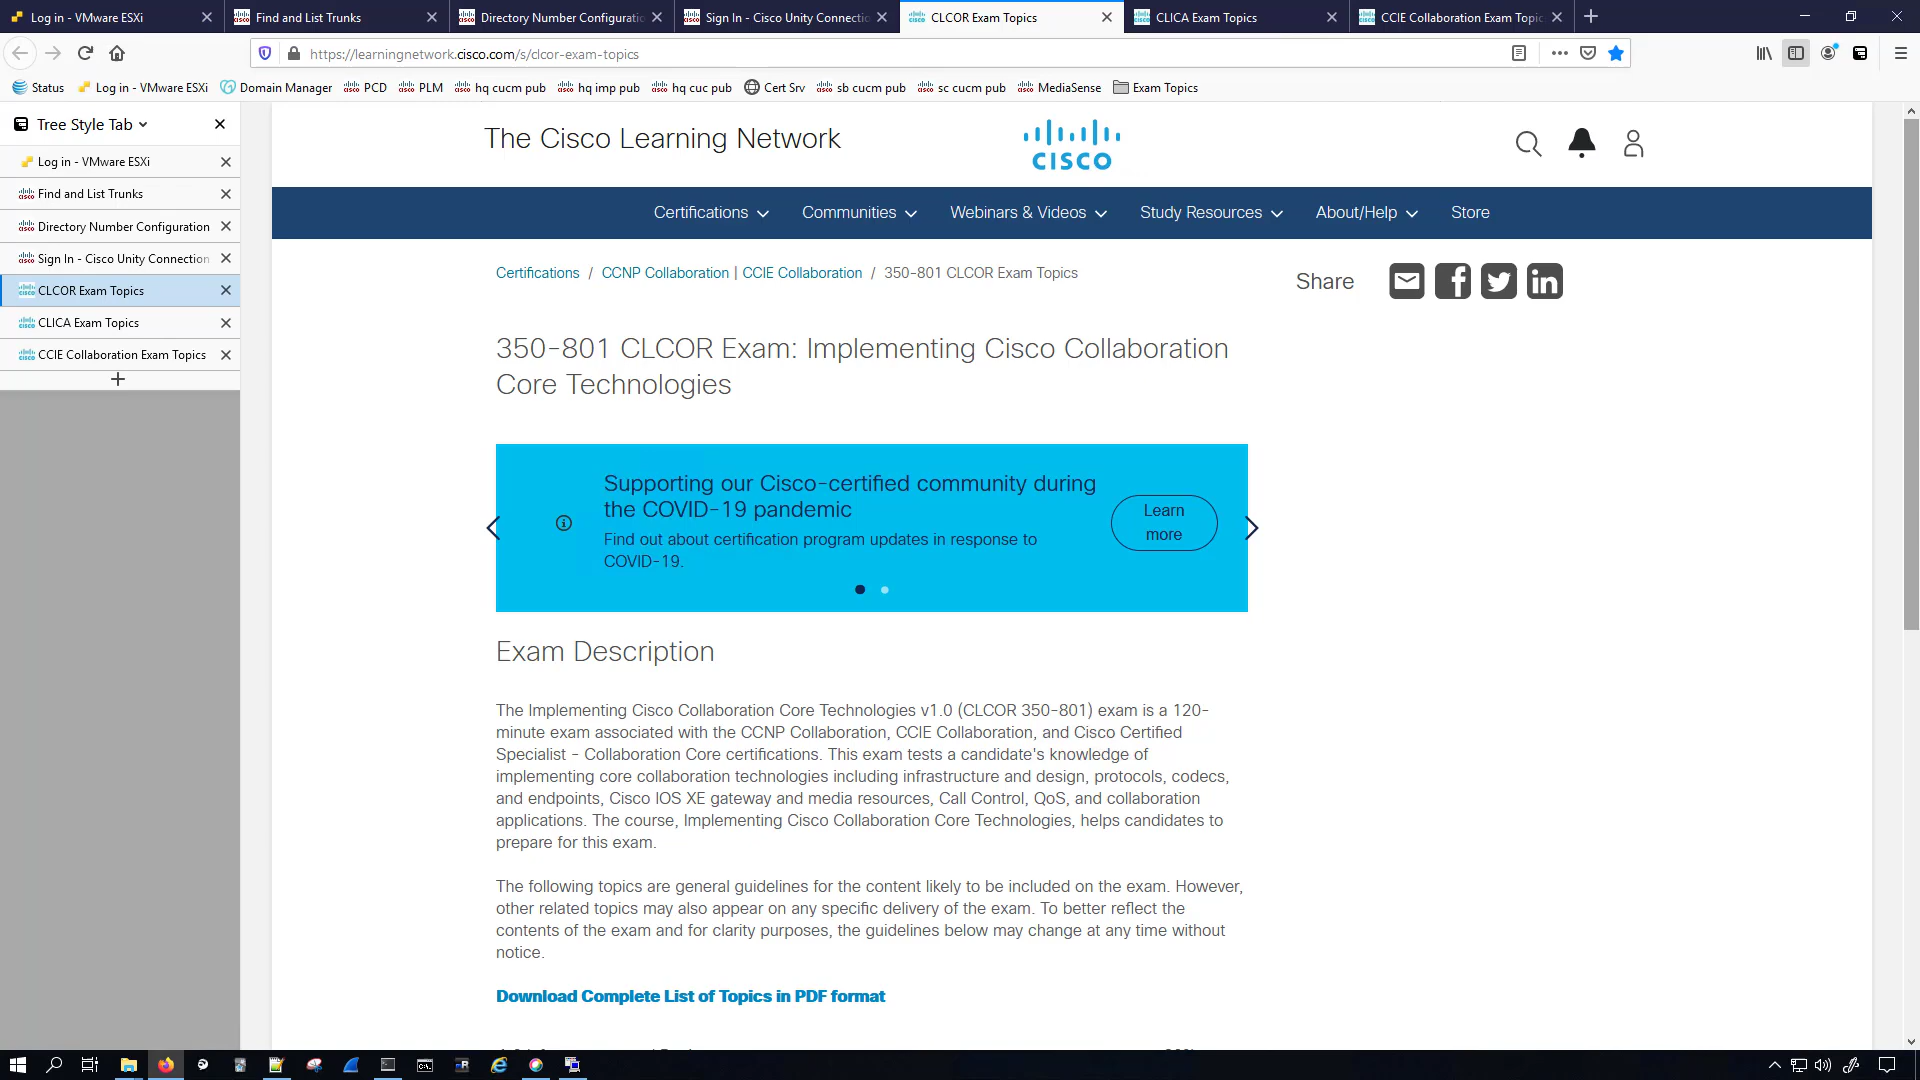 Log in - VMware ESXi
Find and List Trunks
Directory Number Configuratio
Sign In - Cisco Unity Connectio
CLCOR Exam Topics
CLICA Exam Topics
CCIE Collaboration Exam Topic
https://learningnetwork.cisco.com/s/clcor-exam-topics
Status
Log in - VMware ESXi
Domain Manager
PCD
PLM
hq cucm pub
hq imp pub
hq cuc pub
Cert Srv
sb cucm pub
sc cucm pub
MediaSense
Exam Topics
Tree Style Tab
Log in - VMware ESXi
Find and List Trunks
Directory Number Configuration
Sign In - Cisco Unity Connection
CLCOR Exam Topics
CLICA Exam Topics
CCIE Collaboration Exam Topics
The Cisco Learning Network
CISCO
Certifications
Communities
Webinars & Videos
Study Resources
About/Help
Store
Certifications / CCNP Collaboration | CCIE Collaboration / 350-801 CLCOR Exam Topics
Share
350-801 CLCOR Exam: Implementing Cisco Collaboration
Core Technologies
Supporting our Cisco-certified community during
the COVID-19 pandemic
Find out about certification program updates in response to
COVID-19.
Learn
more
Exam Description
The Implementing Cisco Collaboration Core Technologies v1.0 (CLCOR 350-801) exam is a 120-
minute exam associated with the CCNP Collaboration, CCIE Collaboration, and Cisco Certified
Specialist - Collaboration Core certifications. This exam tests a candidate's knowledge of
implementing core collaboration technologies including infrastructure and design, protocols, codecs,
and endpoints, Cisco IOS XE gateway and media resources, Call Control, QoS, and collaboration
applications. The course, Implementing Cisco Collaboration Core Technologies, helps candidates to
prepare for this exam.
The following topics are general guidelines for the content likely to be included on the exam. However,
other related topics may also appear on any specific delivery of the exam. To better reflect the
contents of the exam and for clarity purposes, the guidelines below may change at any time without
notice.
Download Complete List of Topics in PDF format